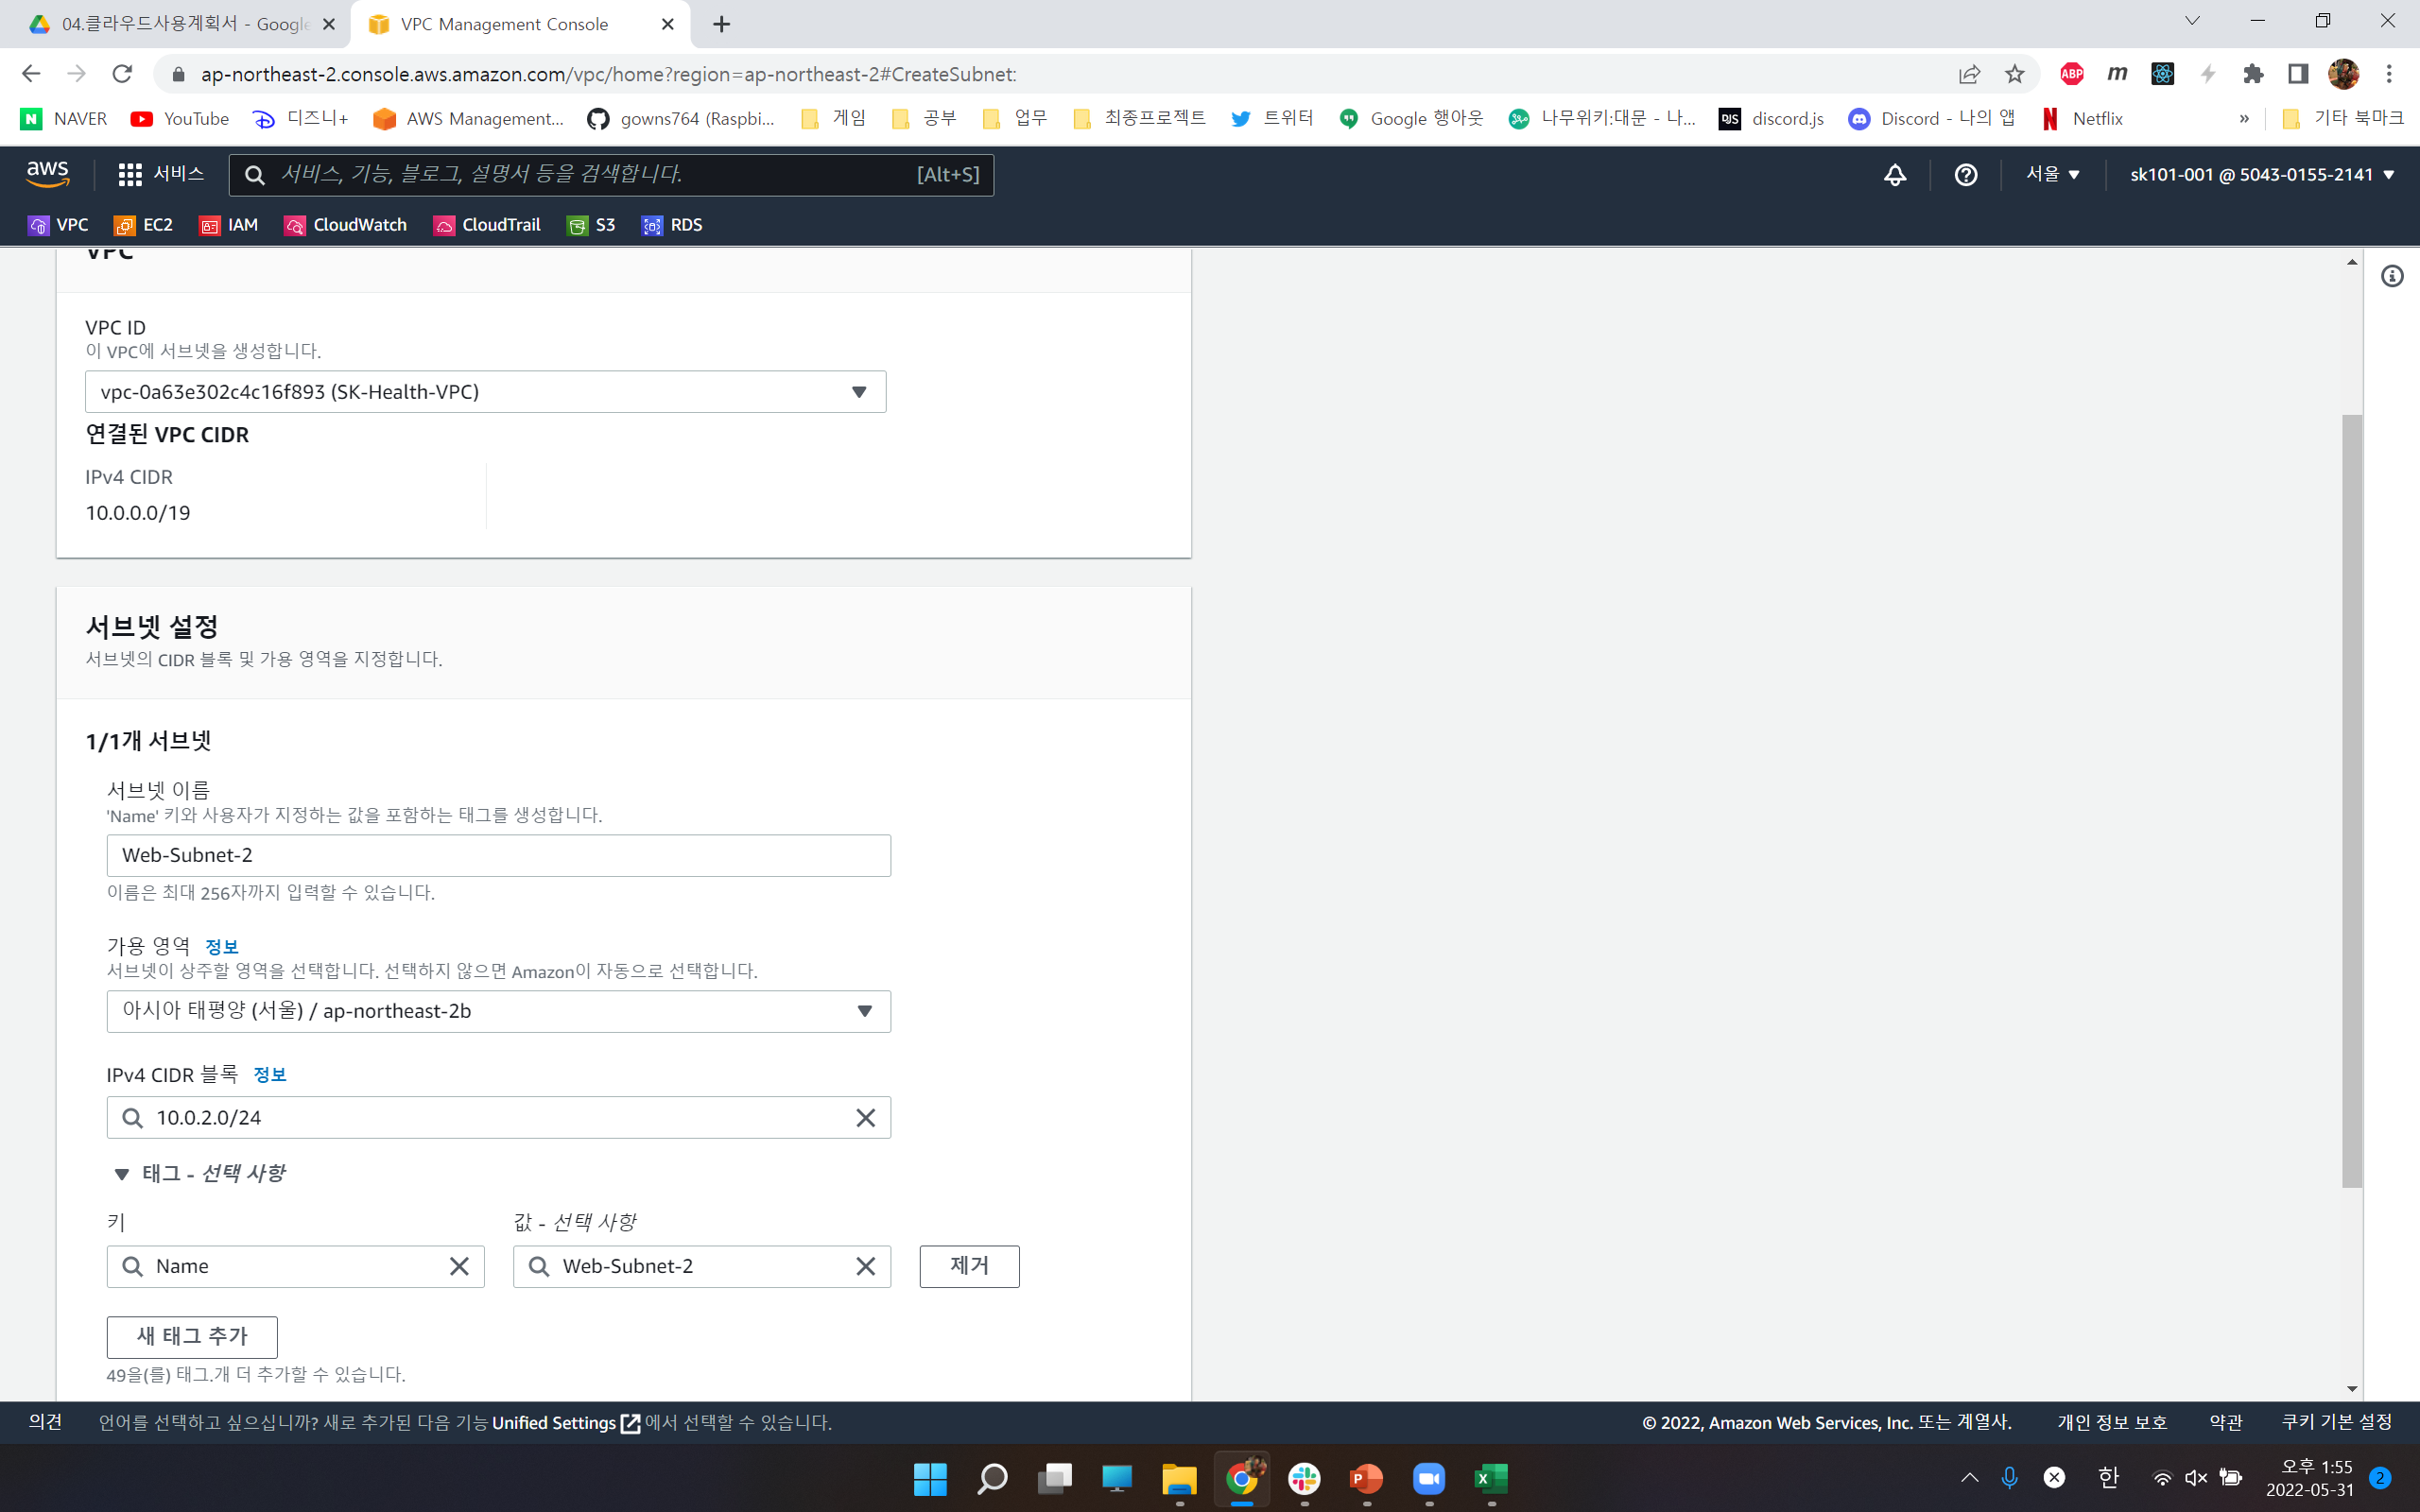 04.클라우드사용계획서 - Google
VPC Management Console
ap-northeast-2.console.aws.amazon.com/vpc/home?region=ap-northeast-2#CreateSubnet:
ABP
m
N NAVER
YouTube
디즈니+
AWS Management...
gowns764 (Raspbi...
게임
공부
업무
최종프로젝트
트위터
Google 행아웃
나무위키:대문 - 나...
DJS discord.js
Discord - 나의 앱
Netflix
»
기타 북마크
aws
서비스
서비스, 기능, 블로그, 설명서 등을 검색합니다.
[Alt+S]
서울
sk101-001 @ 5043-0155-2141
VPC
EC2
IAM
CloudWatch
CloudTrail
S3
RDS
VPC
VPC ID
이 VPC에 서브넷을 생성합니다.
vpc-0a63e302c4c16f893 (SK-Health-VPC)
연결된 VPC CIDR
IPv4 CIDR
10.0.0.0/19
서브넷 설정
서브넷의 CIDR 블록 및 가용 영역을 지정합니다.
1/1개 서브넷
서브넷 이름
'Name' 키와 사용자가 지정하는 값을 포함하는 태그를 생성합니다.
Web-Subnet-2
이름은 최대 256자까지 입력할 수 있습니다.
가용 영역 정보
서브넷이 상주할 영역을 선택합니다. 선택하지 않으면 Amazon이 자동으로 선택합니다.
아시아 태평양 (서울) / ap-northeast-2b
IPv4 CIDR 블록 정보
10.0.2.0/24
태그 - 선택 사항
키
값 - 선택 사항
Name
Web-Subnet-2
제거
새 태그 추가
49을(를) 태그.개 더 추가할 수 있습니다.
의견
언어를 선택하고 싶으십니까? 새로 추가된 다음 기능 Unified Settings 에서 선택할 수 있습니다.
© 2022, Amazon Web Services, Inc. 또는 계열사.
개인 정보 보호
약관
쿠키 기본 설정
한
오후 1:55
2022-05-31
2